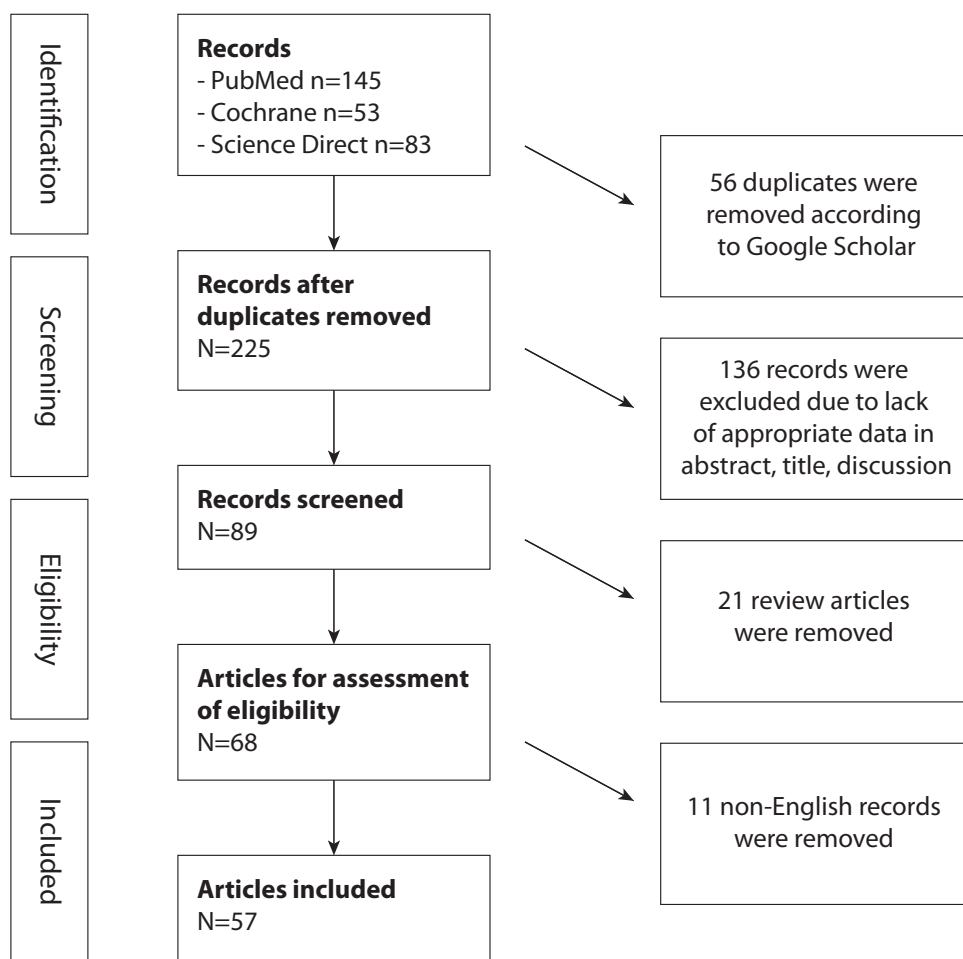 Identification
Records
- PubMed n=145
- Cochrane n=53
- Science Direct n=83
56 duplicates were
removed according
to Google Scholar
Screening
Records after
duplicates removed
N=225
136 records were
excluded due to lack
of appropriate data in
abstract, title, discussion
Records screened
N=89
Eligibility
21 review articles
were removed
Articles for assessment
of eligibility
N=68
Included
11 non-English records
were removed
Articles included
N=57